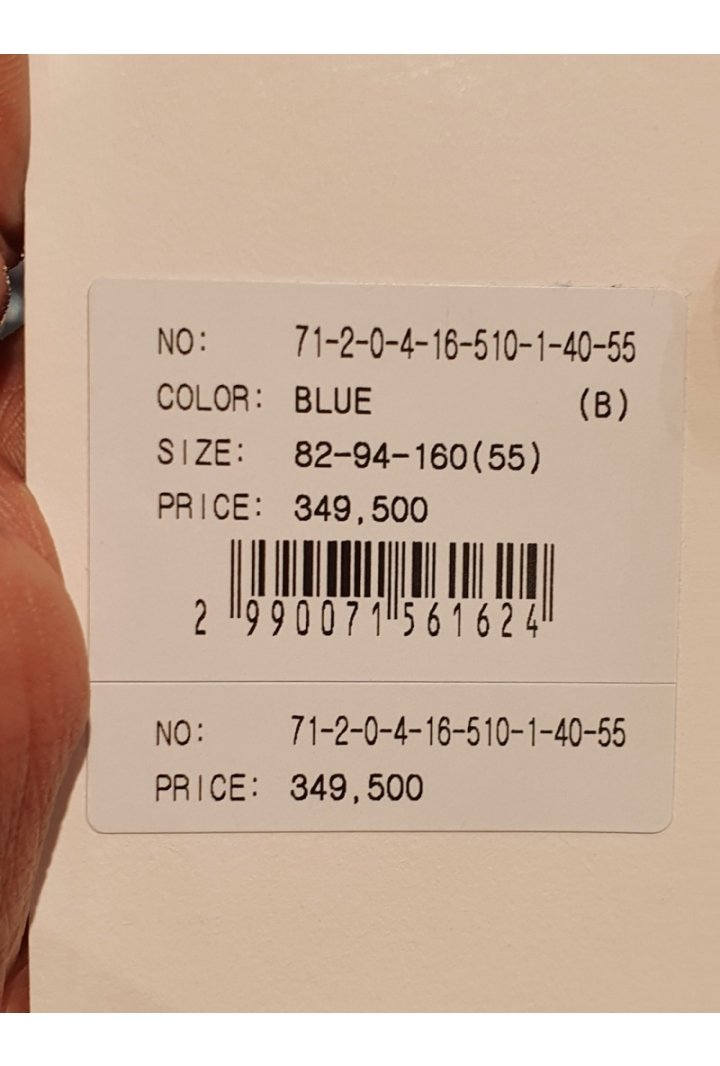 NO: 71-2-0-4-16-510-1-40-55
COLOR: BLUE (B)
SIZE: 82-94-160(55)
PRICE: 349,500
2 990071 561624
NO: 71-2-0-4-16-510-1-40-55
PRICE: 349,500